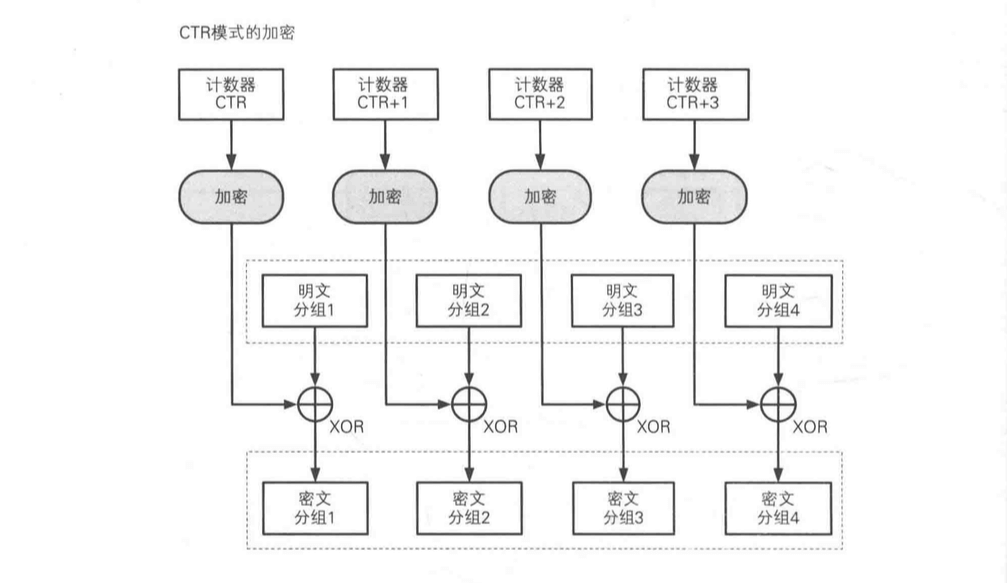 CTR模式的加密
计数器
CTR
计数器
CTR+1
计数器
CTR+2
计数器
CTR+3
加密
加密
加密
加密
明文
分组1
明文
分组2
明文
分组3
明文
分组4
XOR
XOR
XOR
XOR
密文
分组1
密文
分组2
密文
分组3
密文
分组4